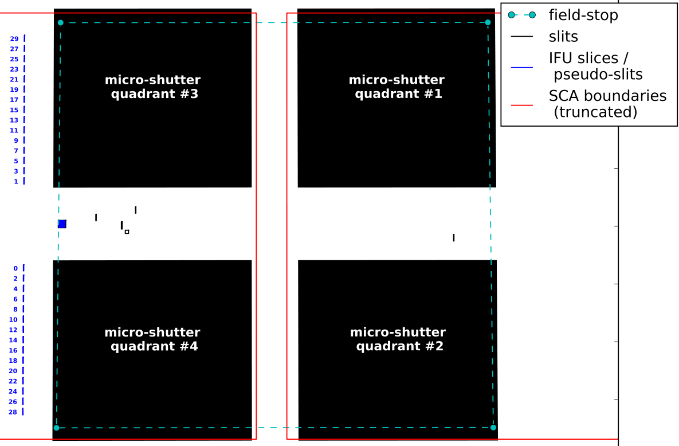 field-stop
slits
IFU slices /
pseudo-slits
SCA boundaries
(truncated)
micro-shutter
quadrant #3
micro-shutter
quadrant #1
29
27
25
23
21
19
17
15
13
11
9
7
5
3
1
0
2
4
6
8
10
12
14
16
18
20
22
24
26
28
micro-shutter
quadrant #4
micro-shutter
quadrant #2